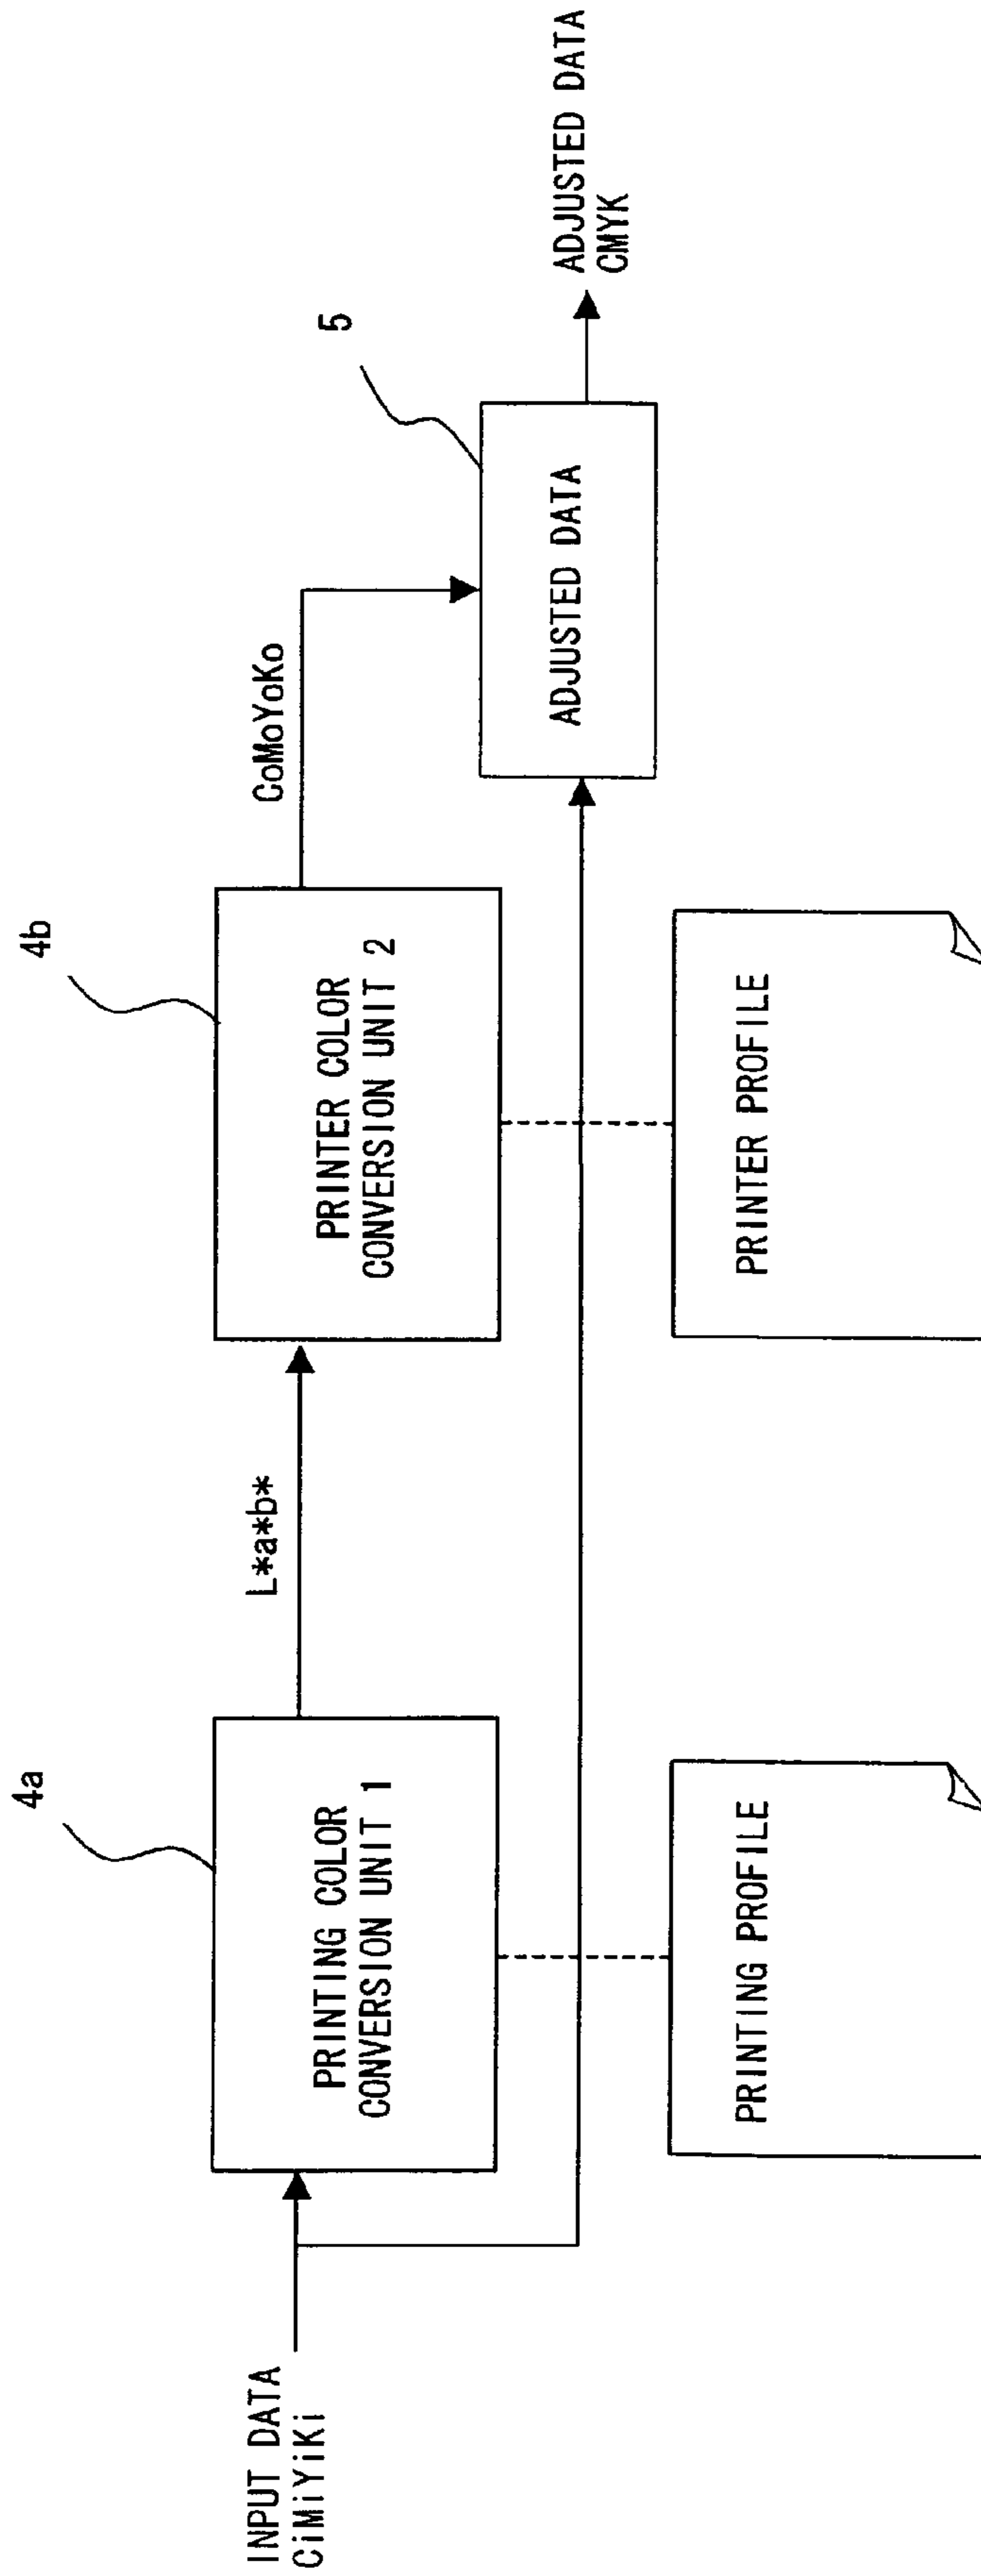 INPUT DATA
CiMiYiKi
4a
PRINTING COLOR
CONVERSION UNIT 1
L*a*b*
4b
PRINTER COLOR
CONVERSION UNIT 2
CoMoYoKo
5
ADJUSTED DATA
ADJUSTED DATA
CMYK
PRINTING PROFILE
PRINTER PROFILE